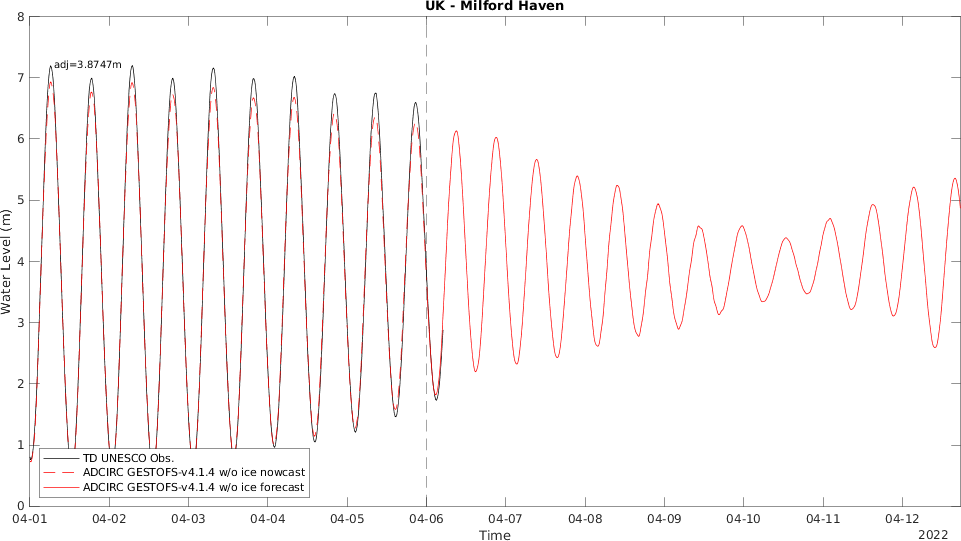 UK - Milford Haven
adj=3.8747m
Water Level (m)
8
7
6
5
4
3
2
1
0
TD UNESCO Obs.
ADCIRC GESTOFS-v4.1.4 w/o ice nowcast
ADCIRC GESTOFS-v4.1.4 w/o ice forecast
04-01 04-02 04-03 04-04 04-05 04-06 04-07 04-08 04-09 04-10 04-11 04-12
Time
2022